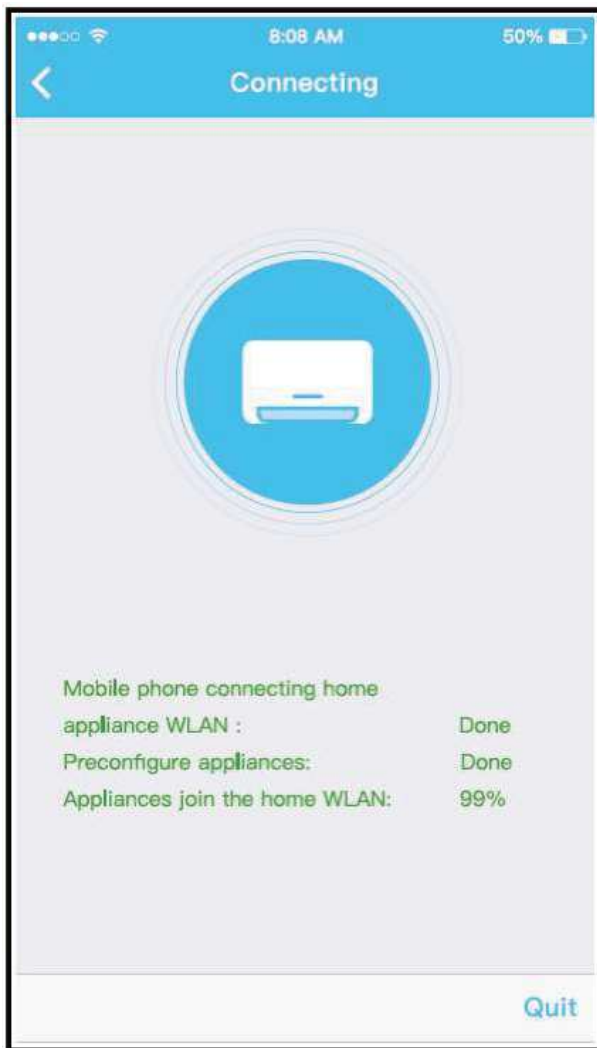 8:08 AM 50%
Connecting
Mobile phone connecting home
appliance WLAN : Done
Preconfigure appliances: Done
Appliances join the home WLAN: 99%
Quit